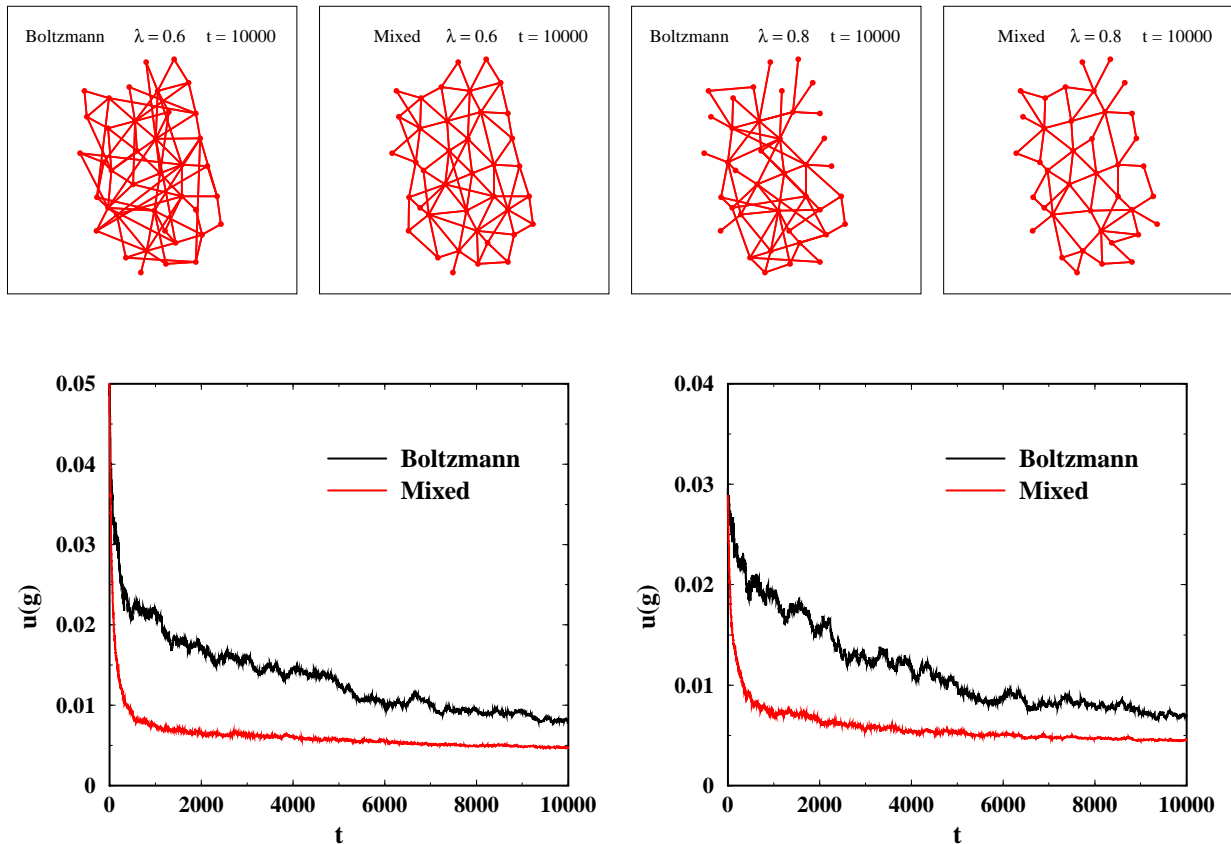 Boltzmann λ = 0.6 t = 10000
Mixed λ = 0.6 t = 10000
Boltzmann λ = 0.8 t = 10000
Mixed λ = 0.8 t = 10000
0.05
0.04
0.03
0.02
0.01
0
u(g)
Boltzmann
Mixed
0 2000 4000 6000 8000 10000
t
0.04
0.03
0.02
0.01
0
u(g)
Boltzmann
Mixed
0 2000 4000 6000 8000 10000
t